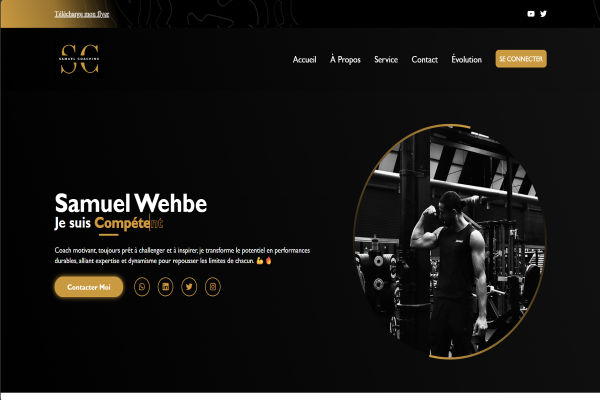 Télécharge mon flyer
SC
SAMUEL COACHING
Accueil
À Propos
Service
Contact
Évolution
SE CONNECTER
Samuel Wehbe
Je suis Compétent
Coach motivant, toujours prêt à challenger et à inspirer, je transforme le potentiel en performances
durables, alliant expertise et dynamisme pour repousser les limites de chacun. 💪🔥
Contacter Moi